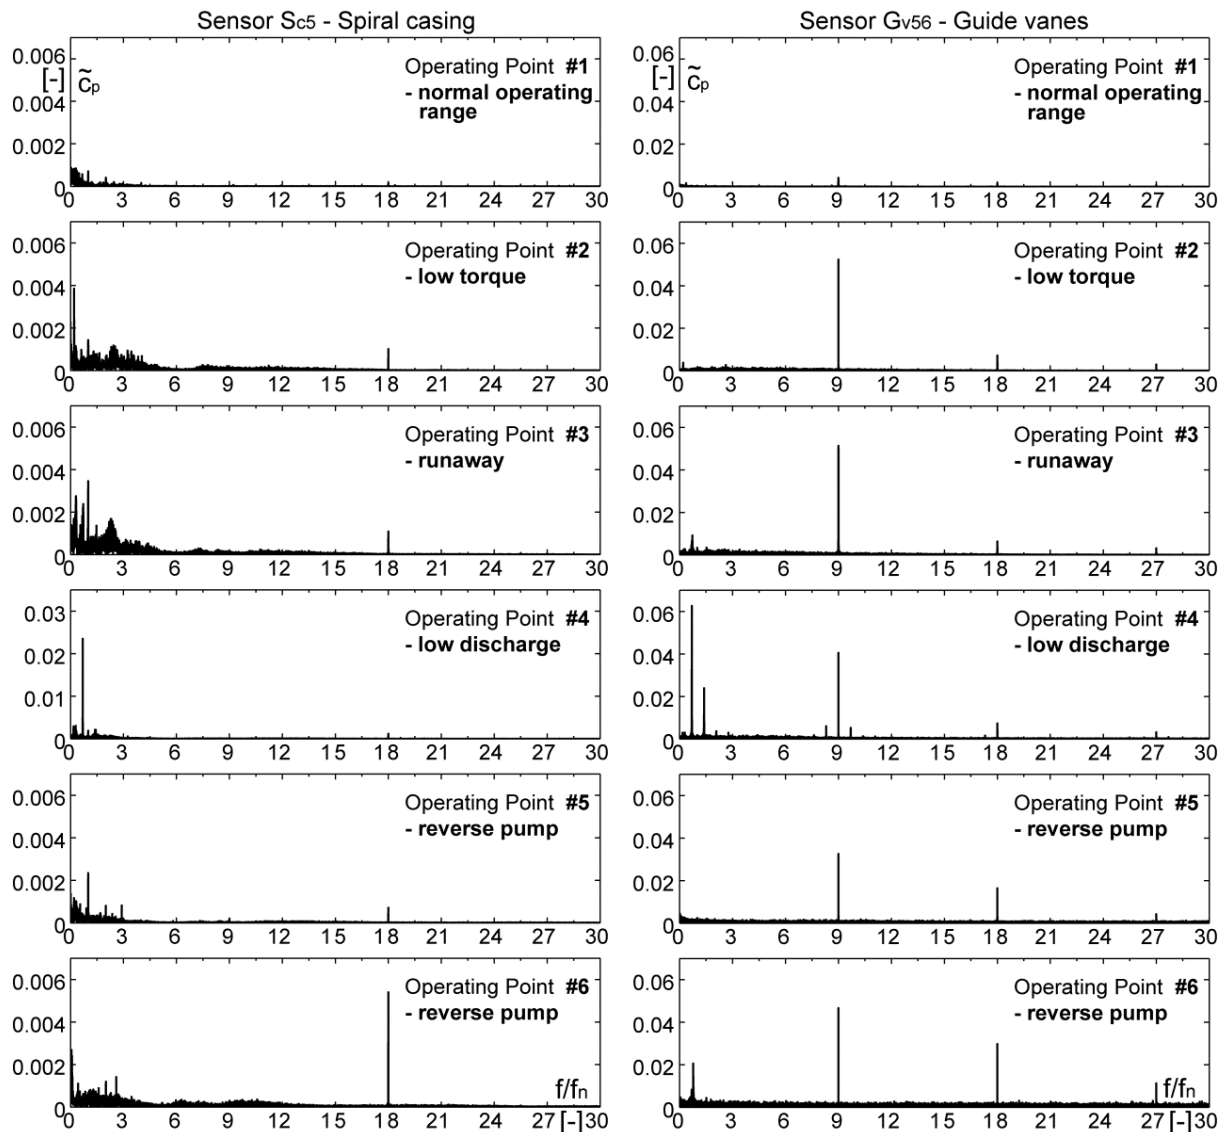 Sensor Sc5 - Spiral casing
0.006
[-]
c̃p
0.004
0.002
0
Operating Point #1
- normal operating
range
0 3 6 9 12 15 18 21 24 27 30
0.006
0.004
0.002
0
Operating Point #2
- low torque
0 3 6 9 12 15 18 21 24 27 30
0.006
0.004
0.002
0
Operating Point #3
- runaway
0 3 6 9 12 15 18 21 24 27 30
0.03
0.02
0.01
0
Operating Point #4
- low discharge
0 3 6 9 12 15 18 21 24 27 30
0.006
0.004
0.002
0
Operating Point #5
- reverse pump
0 3 6 9 12 15 18 21 24 27 30
0.006
0.004
0.002
0
Operating Point #6
- reverse pump
f/fn
0 3 6 9 12 15 18 21 24 27 [-] 30
Sensor Gv56 - Guide vanes
0.06
[-]
c̃p
0.04
0.02
0
Operating Point #1
- normal operating
range
0 3 6 9 12 15 18 21 24 27 30
0.06
0.04
0.02
0
Operating Point #2
- low torque
0 3 6 9 12 15 18 21 24 27 30
0.06
0.04
0.02
0
Operating Point #3
- runaway
0 3 6 9 12 15 18 21 24 27 30
0.06
0.04
0.02
0
Operating Point #4
- low discharge
0 3 6 9 12 15 18 21 24 27 30
0.06
0.04
0.02
0
Operating Point #5
- reverse pump
0 3 6 9 12 15 18 21 24 27 30
0.06
0.04
0.02
0
Operating Point #6
- reverse pump
f/fn
0 3 6 9 12 15 18 21 24 27 [-] 30